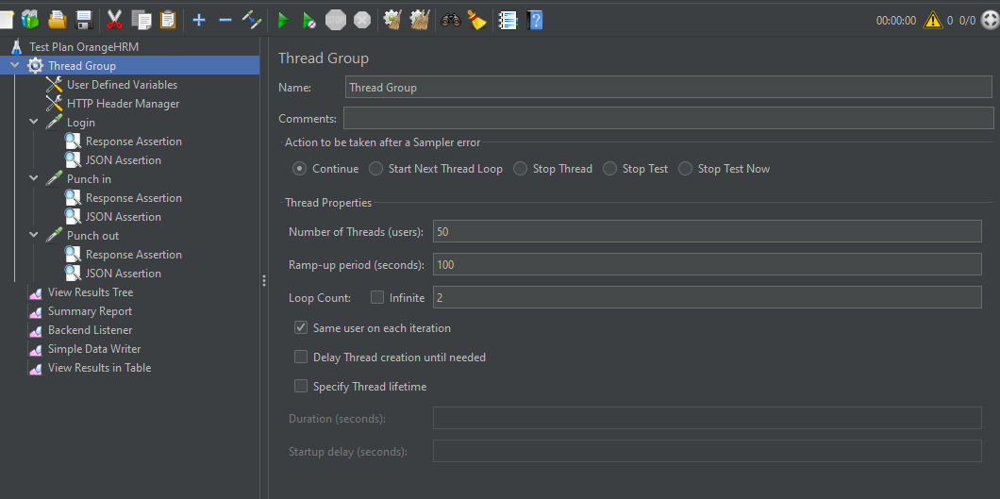 00:00:00 0 0/0
Test Plan OrangeHRM
Thread Group
User Defined Variables
HTTP Header Manager
Login
Response Assertion
JSON Assertion
Punch in
Response Assertion
JSON Assertion
Punch out
Response Assertion
JSON Assertion
View Results Tree
Summary Report
Backend Listener
Simple Data Writer
View Results in Table
Thread Group
Name: Thread Group
Comments:
Action to be taken after a Sampler error
Continue Start Next Thread Loop Stop Thread Stop Test Stop Test Now
Thread Properties
Number of Threads (users): 50
Ramp-up period (seconds): 100
Loop Count: Infinite 2
Same user on each iteration
Delay Thread creation until needed
Specify Thread lifetime
Duration (seconds):
Startup delay (seconds):